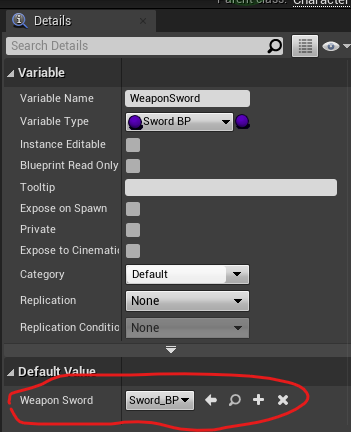 Parent class: Character
Details
Search Details
Variable
Variable Name WeaponSword
Variable Type Sword BP
Instance Editable
Blueprint Read Only
Tooltip
Expose on Spawn
Private
Expose to Cinematic
Category Default
Replication None
Replication Conditio None
Default Value
Weapon Sword Sword_BP